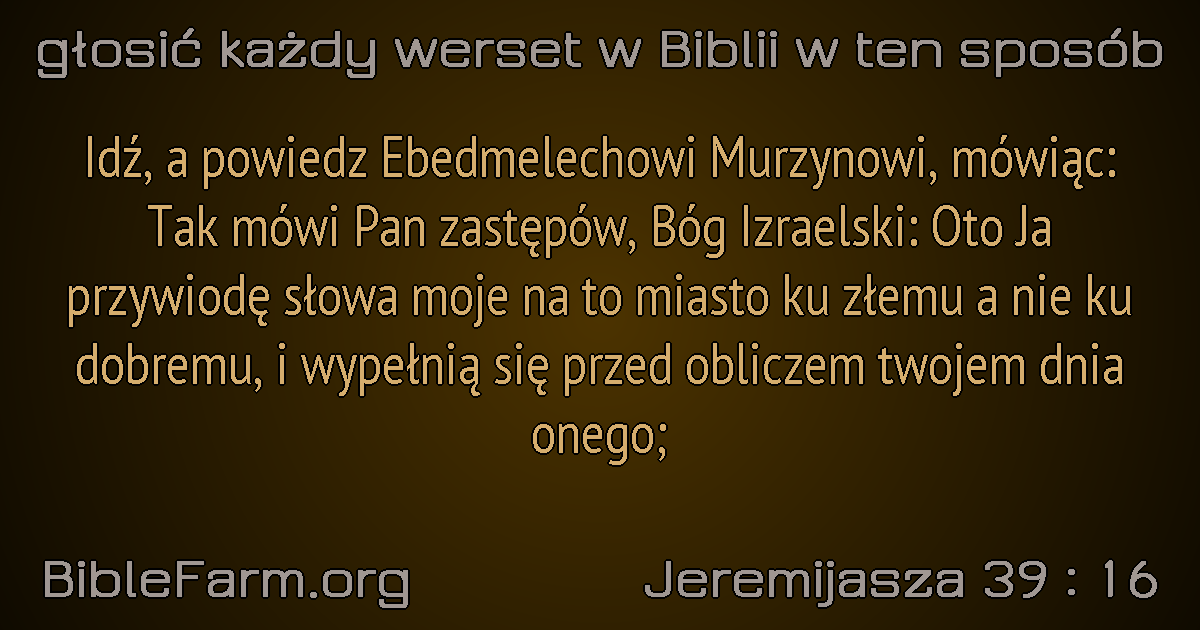 głosić każdy werset w Biblii w ten sposób
Idź, a powiedz Ebedmelechowi Murzynowi, mówiąc:
Tak mówi Pan zastępów, Bóg Izraelski: Oto Ja
przywiodę słowa moje na to miasto ku złemu a nie ku
dobremu, i wypełnią się przed obliczem twojem dnia
onego;
BibleFarm.org
Jeremijasza 39 : 16